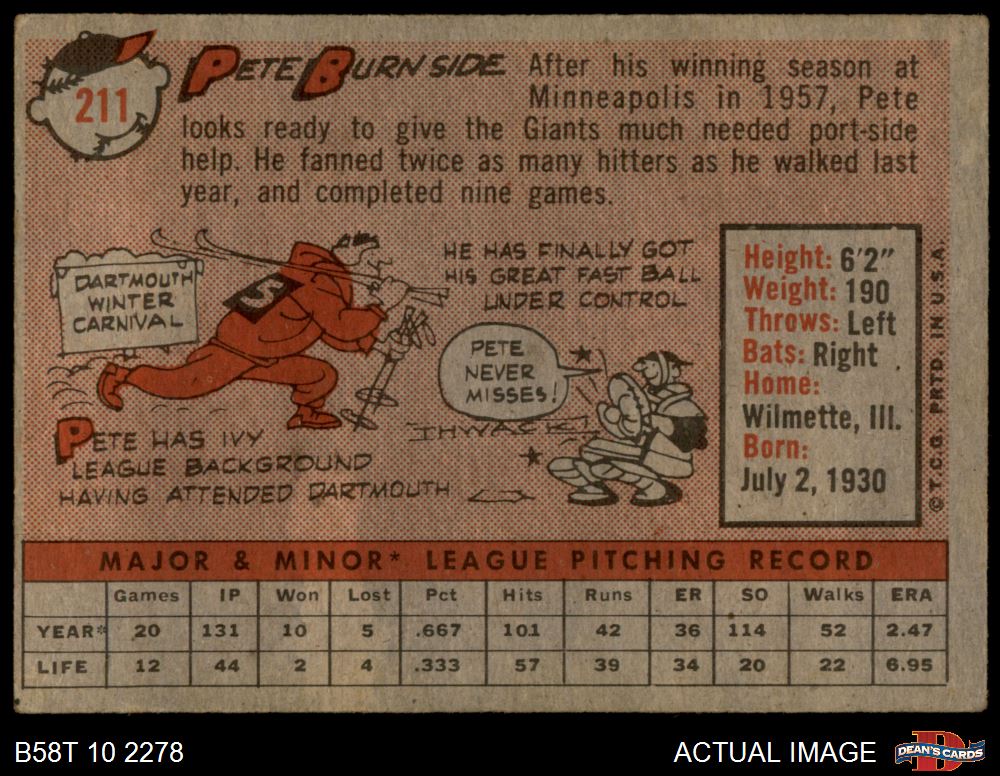 211
PETE BURNSIDE
After his winning season at
Minneapolis in 1957, Pete
looks ready to give the Giants much needed port-side
help. He fanned twice as many hitters as he walked last
year, and completed nine games.
DARTMOUTH
WINTER
CARNIVAL
5
PETE HAS IVY
LEAGUE BACKGROUND
HAVING ATTENDED DARTMOUTH
HE HAS FINALLY GOT
HIS GREAT FAST BALL
UNDER CONTROL
PETE
NEVER
MISSES!
THWACK!
Height: 6'2"
Weight: 190
Throws: Left
Bats: Right
Home:
Wilmette, Ill.
Born:
July 2, 1930
©T.C.G. PRTD. IN U.S.A.
MAJOR & MINOR* LEAGUE PITCHING RECORD
Games IP Won Lost Pct Hits Runs ER SO Walks ERA
YEAR* 20 131 10 5 .667 101 42 36 114 52 2.47
LIFE 12 44 2 4 .333 57 39 34 20 22 6.95
B58T 10 2278
ACTUAL IMAGE
DEAN'S CARDS